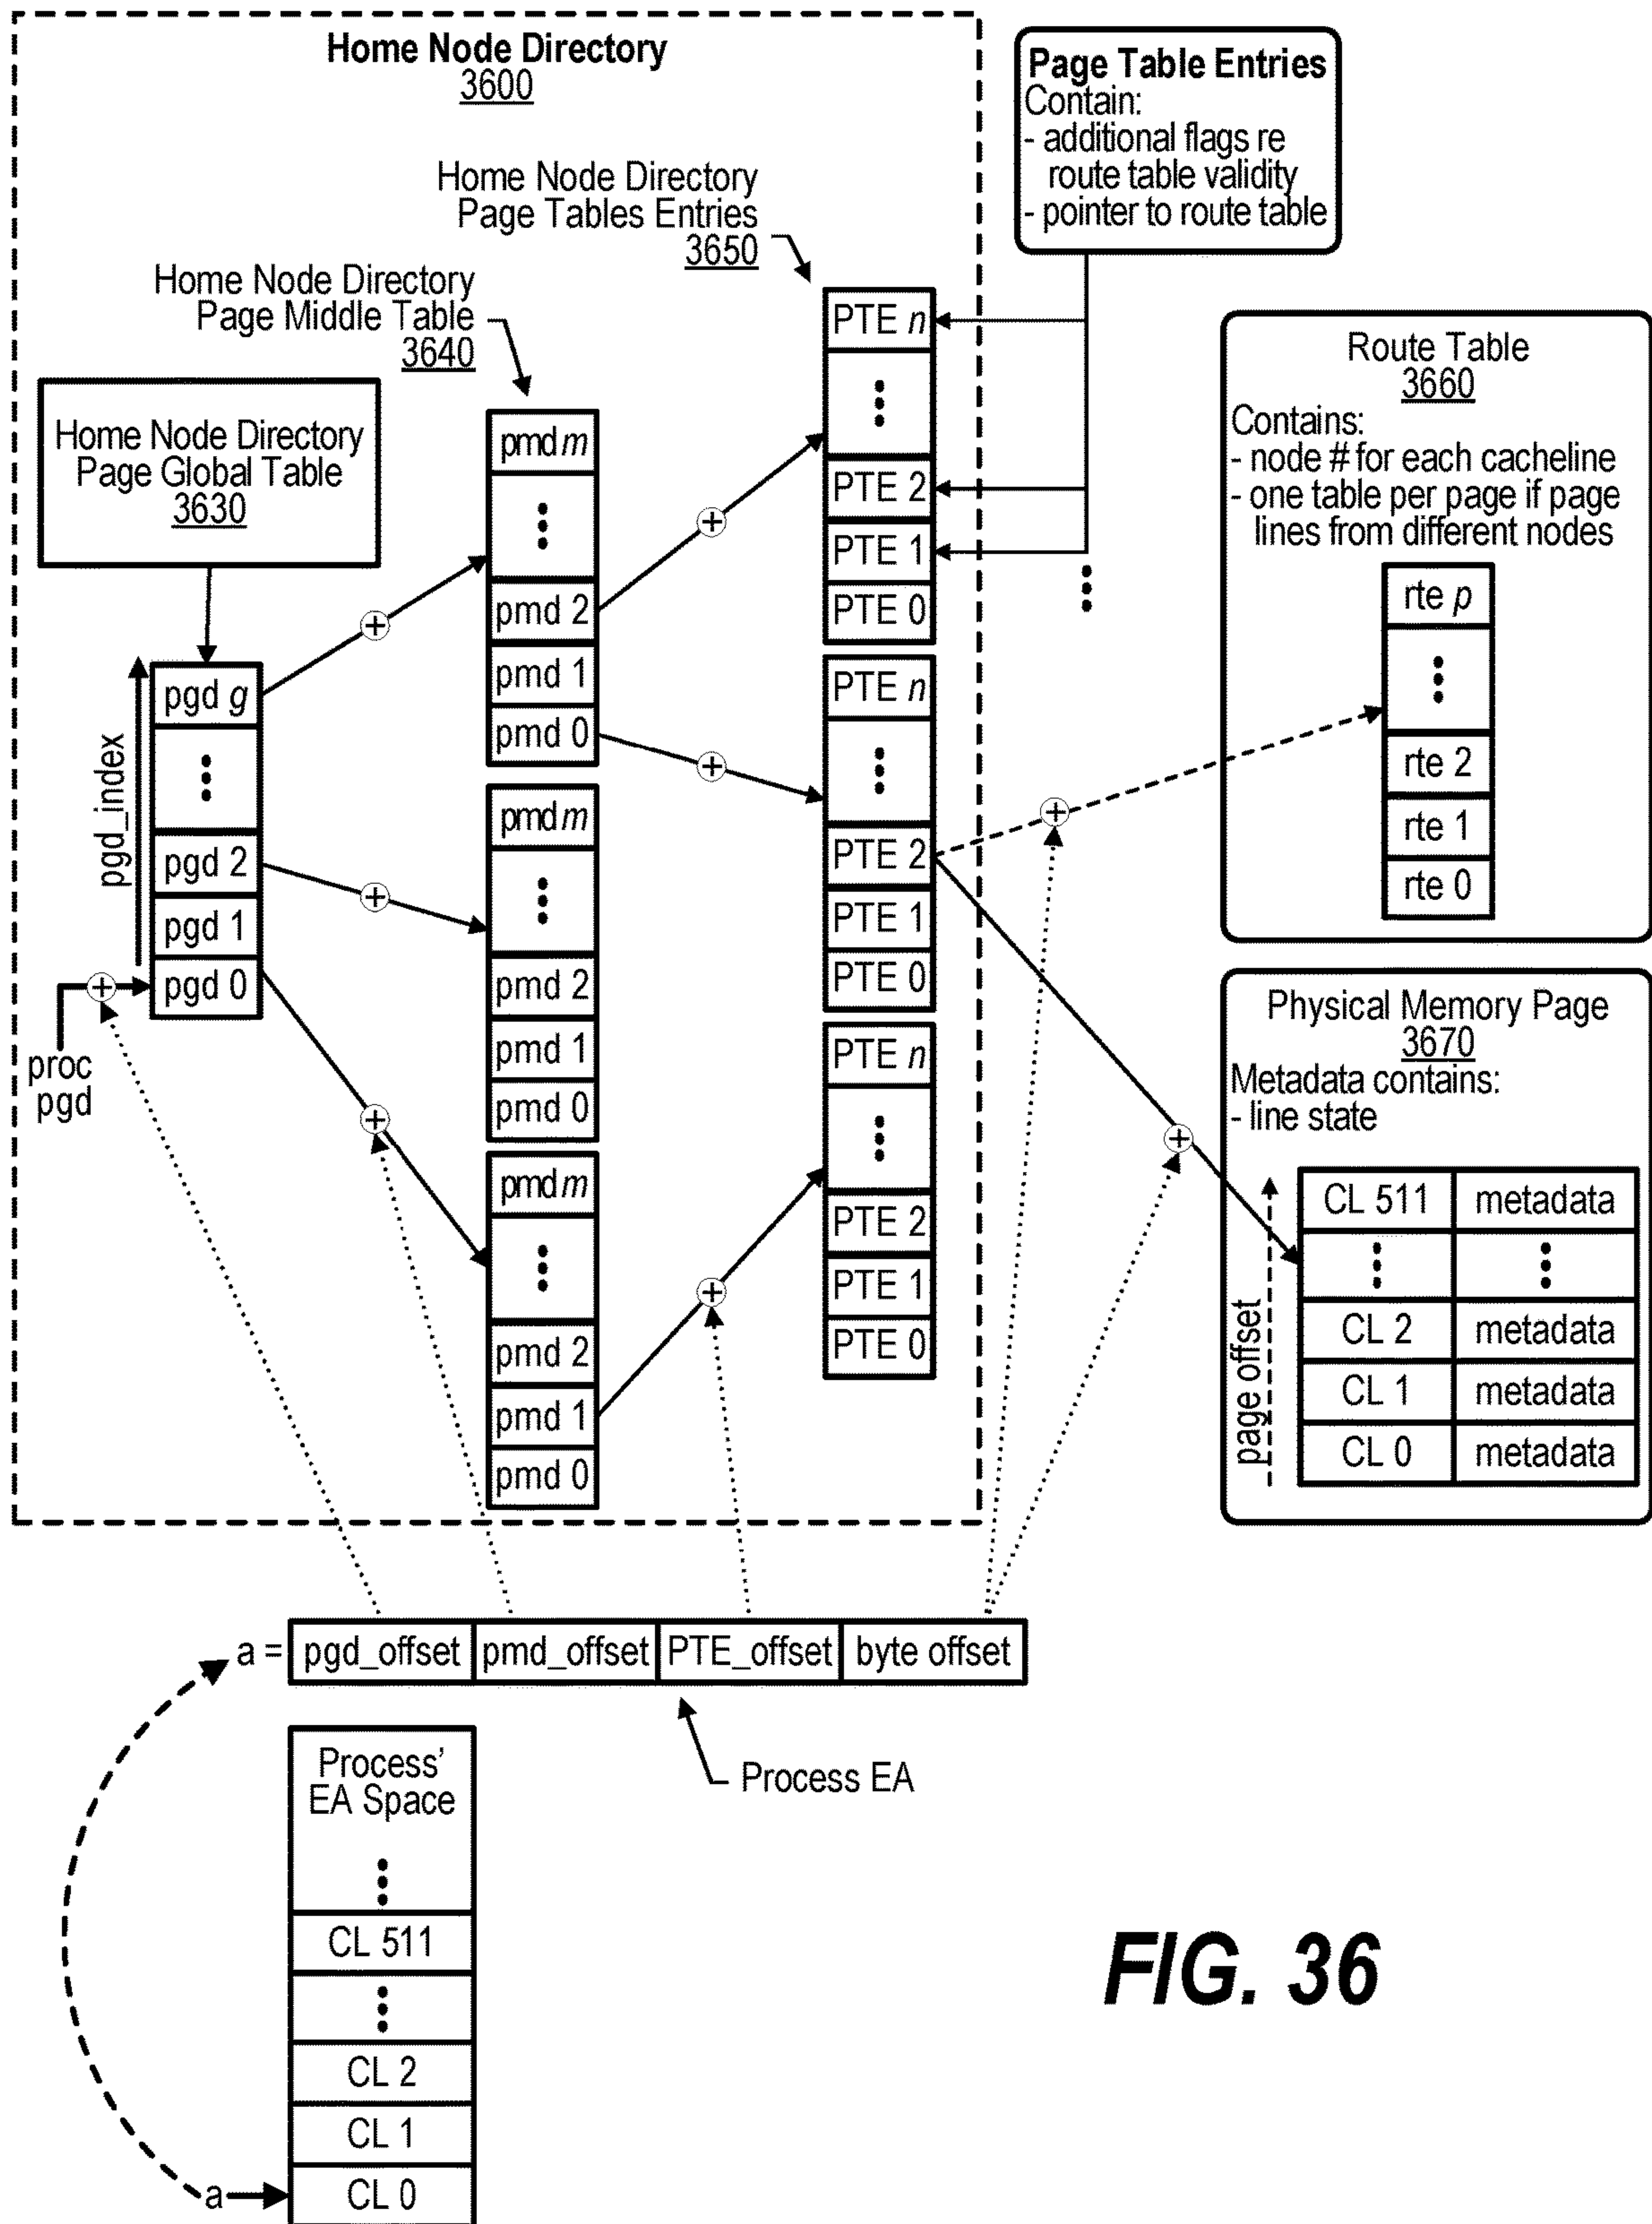 Home Node Directory
3600
Page Table Entries
Contain:
- additional flags re
route table validity
- pointer to route table
Home Node Directory
Page Tables Entries
3650
Home Node Directory
Page Middle Table
3640
Home Node Directory
Page Global Table
3630
pgd_index
pgd g
pgd 2
pgd 1
pgd 0
proc
pgd
pmd m
pmd 2
pmd 1
pmd 0
pmd m
pmd 2
pmd 1
pmd 0
pmd m
pmd 2
pmd 1
pmd 0
PTE n
PTE 2
PTE 1
PTE 0
PTE n
PTE 2
PTE 1
PTE 0
PTE n
PTE 2
PTE 1
PTE 0
Route Table
3660
Contains:
- node # for each cacheline
- one table per page if page
lines from different nodes
rte p
rte 2
rte 1
rte 0
Physical Memory Page
3670
Metadata contains:
- line state
page offset
CL 511 metadata
CL 2 metadata
CL 1 metadata
CL 0 metadata
a = pgd_offset pmd_offset PTE_offset byte offset
Process EA
Process'
EA Space
CL 511
CL 2
CL 1
a CL 0
FIG. 36